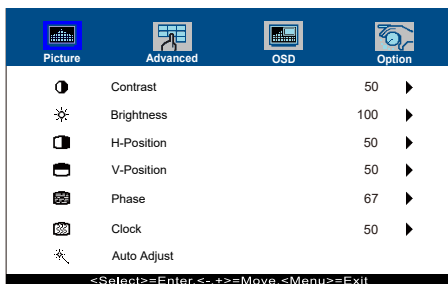 Picture Advanced OSD Option
Contrast 50
Brightness 100
H-Position 50
V-Position 50
Phase 67
Clock 50
Auto Adjust
<Select>=Enter,<-,+>=Move,<Menu>=Exit